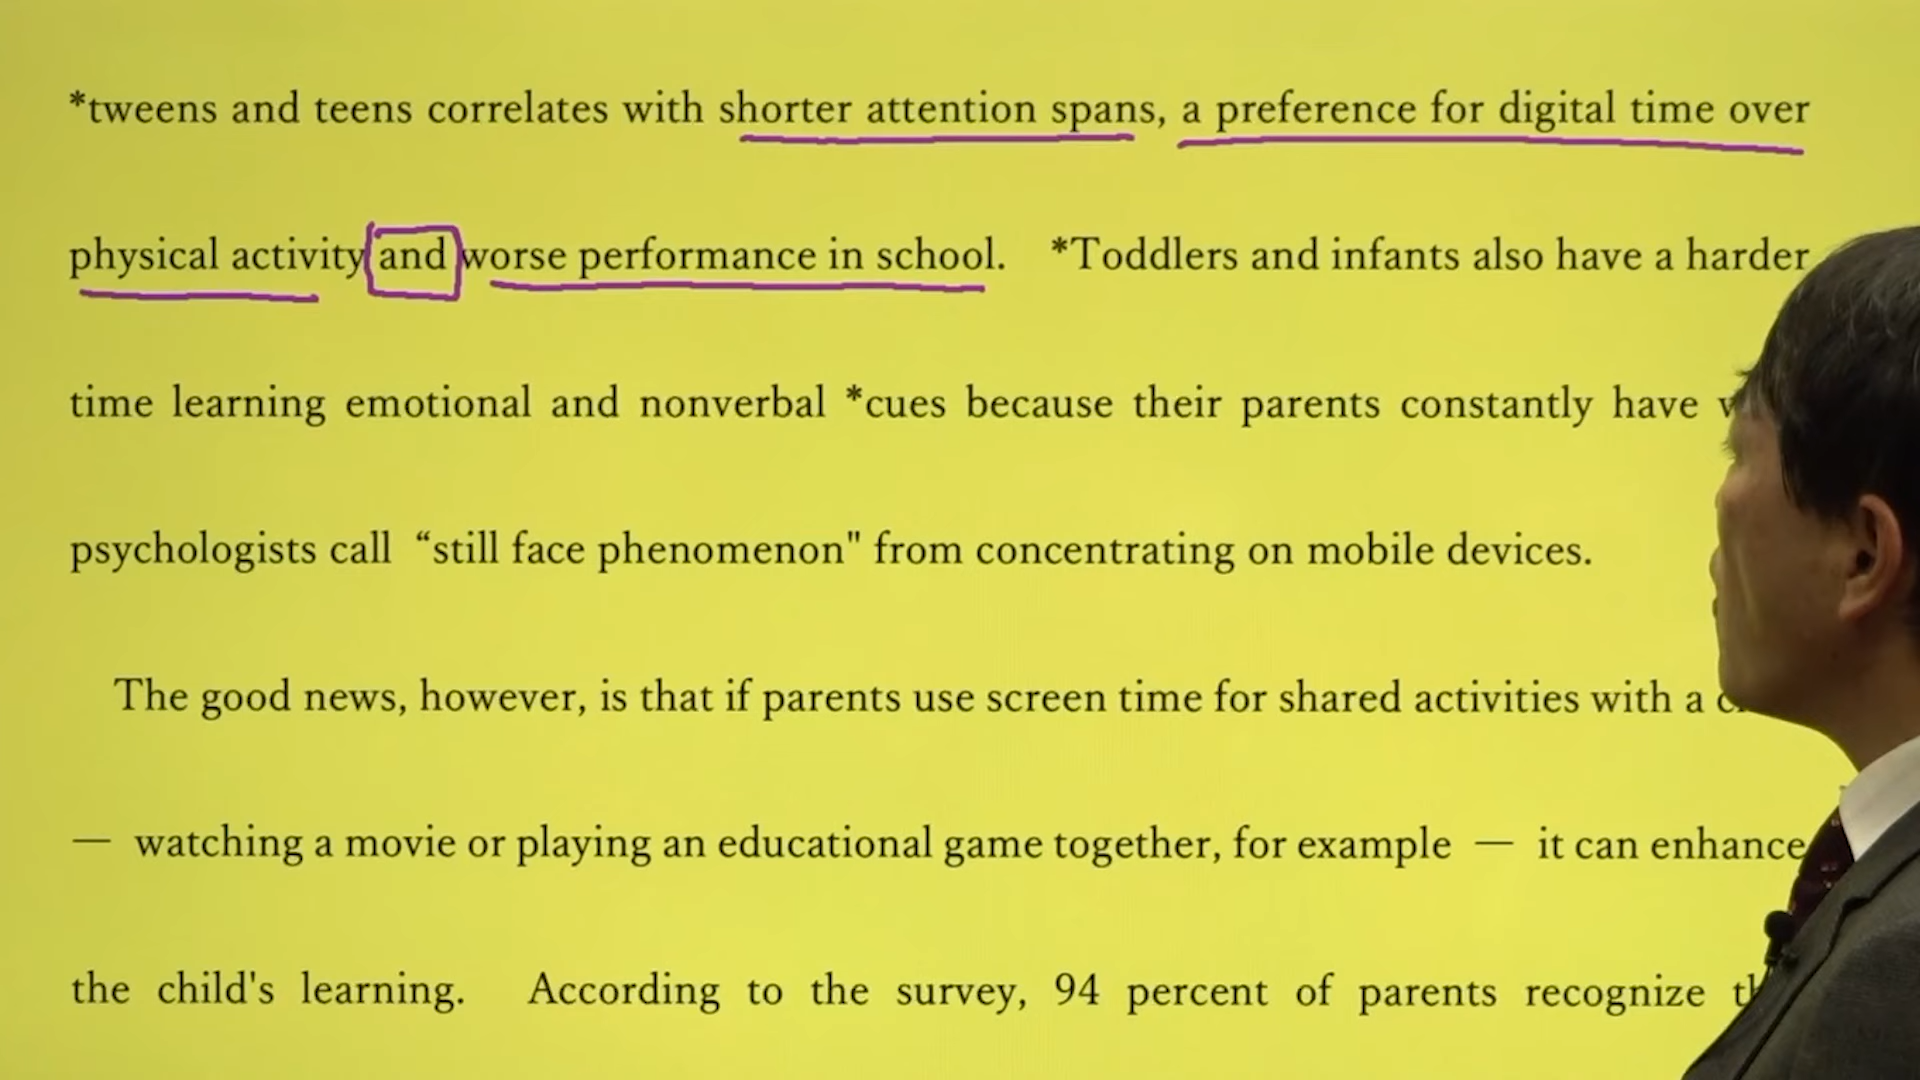 *tweens and teens correlates with shorter attention spans, a preference for digital time over
physical activity and worse performance in school. *Toddlers and infants also have a harder
time learning emotional and nonverbal *cues because their parents constantly have
psychologists call “still face phenomenon" from concentrating on mobile devices.
The good news, however, is that if parents use screen time for shared activities with a
— watching a movie or playing an educational game together, for example — it can enhance
the child's learning. According to the survey, 94 percent of parents recognize